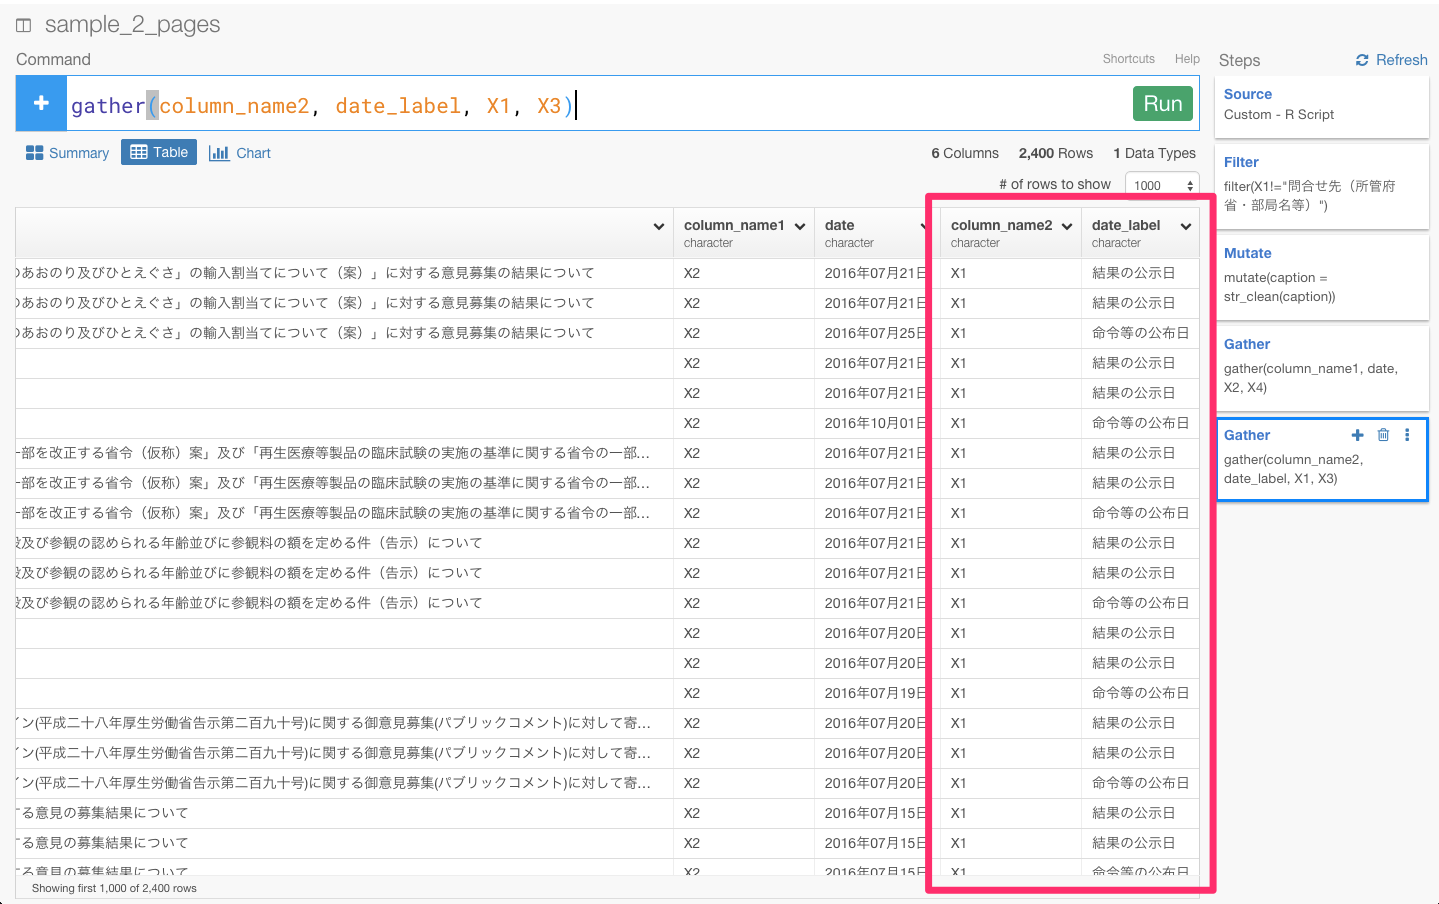 sample_2_pages
Command
Shortcuts Help
+ gather(column_name2, date_label, X1, X3) Run
Summary Table Chart
6 Columns 2,400 Rows 1 Data Types
# of rows to show 1000
column_name1 date column_name2 date_label
character character character character
のあおのり及びひとえぐさ」の輸入割当てについて（案）」に対する意見募集の結果について X2 2016年07月21日 X1 結果の公示日
のあおのり及びひとえぐさ」の輸入割当てについて（案）」に対する意見募集の結果について X2 2016年07月21日 X1 結果の公示日
のあおのり及びひとえぐさ」の輸入割当てについて（案）」に対する意見募集の結果について X2 2016年07月25日 X1 命令等の公布日
X2 2016年07月21日 X1 結果の公示日
X2 2016年07月21日 X1 結果の公示日
X2 2016年10月01日 X1 命令等の公布日
一部を改正する省令（仮称）案」及び「再生医療等製品の臨床試験の実施の基準に関する省令の一部... X2 2016年07月21日 X1 結果の公示日
一部を改正する省令（仮称）案」及び「再生医療等製品の臨床試験の実施の基準に関する省令の一部... X2 2016年07月21日 X1 結果の公示日
一部を改正する省令（仮称）案」及び「再生医療等製品の臨床試験の実施の基準に関する省令の一部... X2 2016年07月21日 X1 命令等の公布日
及び参観の認められる年齢並びに参観料の額を定める件（告示）について X2 2016年07月21日 X1 結果の公示日
及び参観の認められる年齢並びに参観料の額を定める件（告示）について X2 2016年07月21日 X1 結果の公示日
及び参観の認められる年齢並びに参観料の額を定める件（告示）について X2 2016年07月21日 X1 命令等の公布日
X2 2016年07月20日 X1 結果の公示日
X2 2016年07月20日 X1 結果の公示日
X2 2016年07月19日 X1 命令等の公布日
イン(平成二十八年厚生労働省告示第二百九十号)に関する御意見募集(パブリックコメント)に対して寄... X2 2016年07月20日 X1 結果の公示日
イン(平成二十八年厚生労働省告示第二百九十号)に関する御意見募集(パブリックコメント)に対して寄... X2 2016年07月20日 X1 結果の公示日
イン(平成二十八年厚生労働省告示第二百九十号)に関する御意見募集(パブリックコメント)に対して寄... X2 2016年07月20日 X1 命令等の公布日
する意見の募集結果について X2 2016年07月15日 X1 結果の公示日
する意見の募集結果について X2 2016年07月15日 X1 結果の公示日
する意見の募集結果について X2 2016年07月15日 X1 命令等の公布日
Showing first 1,000 of 2,400 rows
Steps Refresh
Source
Custom - R Script
Filter
filter(X1!="問合せ先（所管府
省・部局名等）")
Mutate
mutate(caption =
str_clean(caption))
Gather
gather(column_name1, date,
X2, X4)
Gather
gather(column_name2,
date_label, X1, X3)